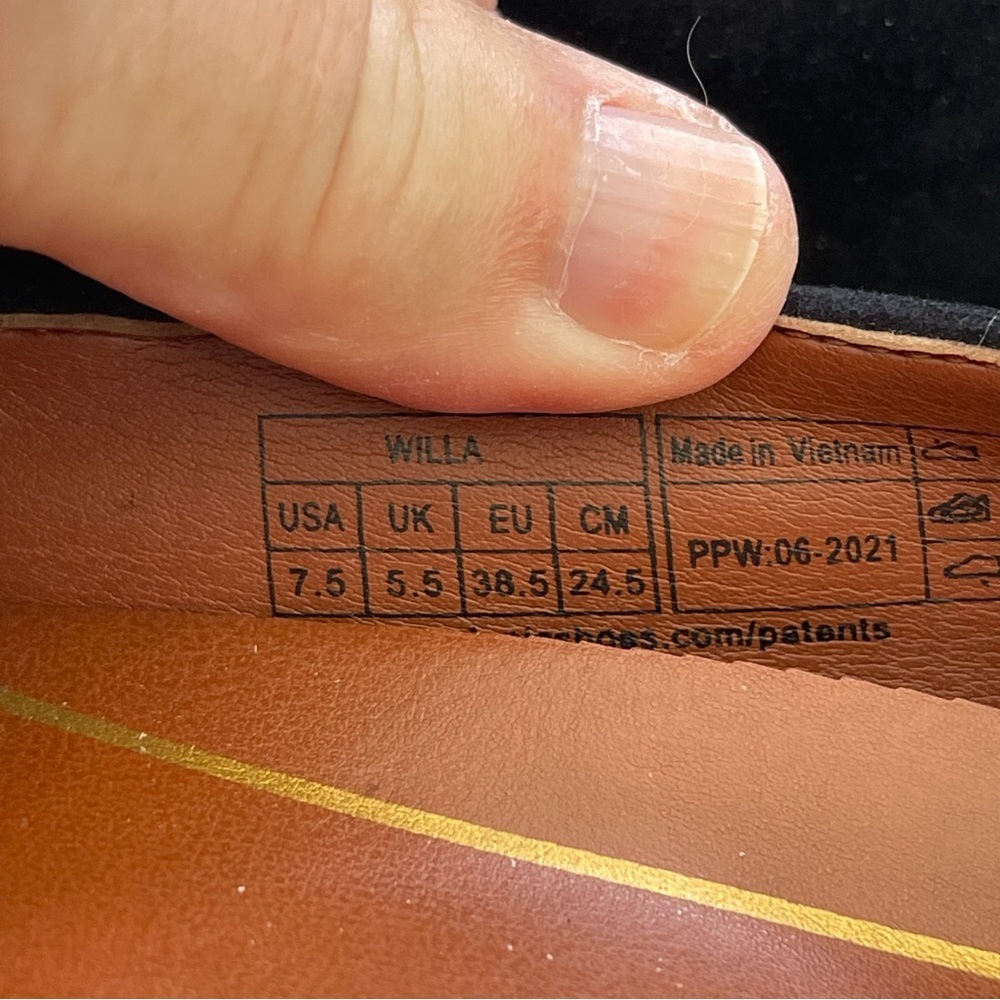 WILLA
USA UK EU CM
7.5 5.5 38.5 24.5
Made in Vietnam
PPW:06-2021
shoes.com/patents